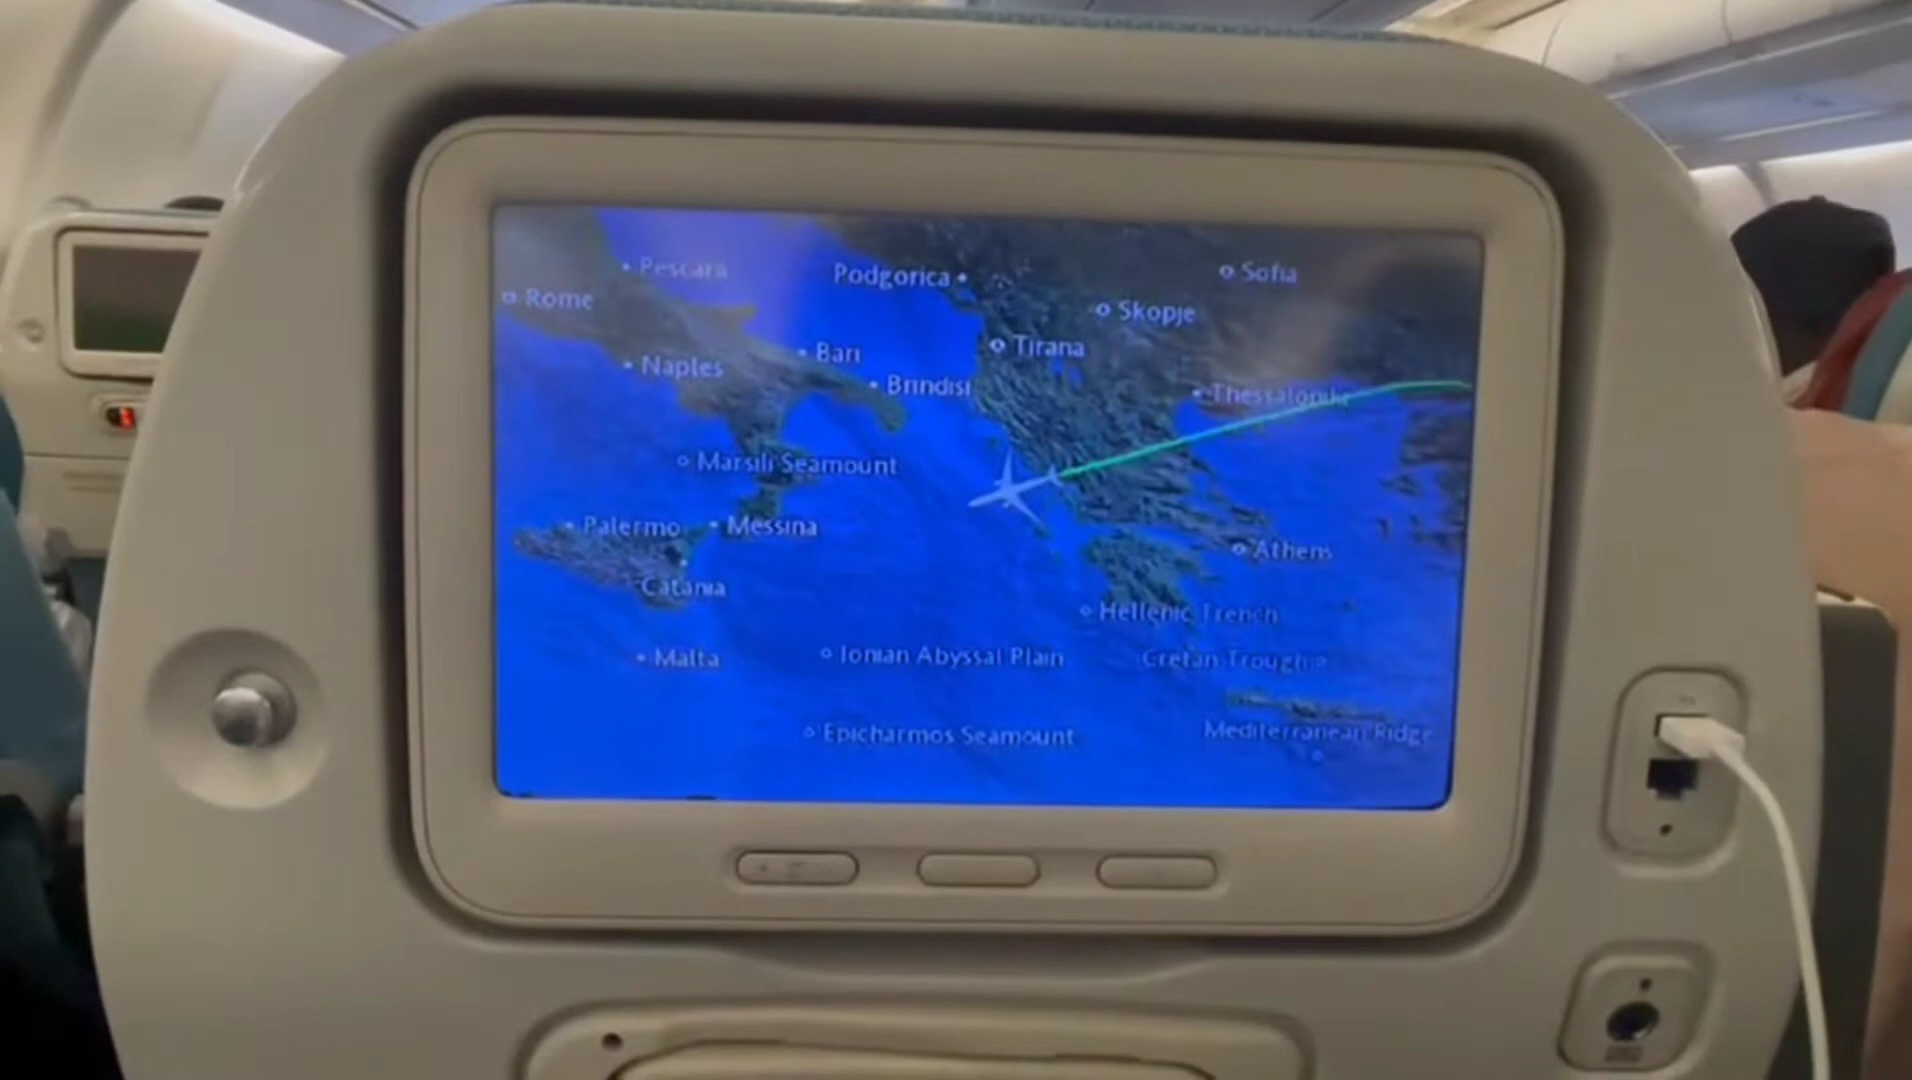 Pescara
Podgorica
Sofia
Rome
Skopje
Tirana
Bari
Naples
Brindisi
Thessaloniki
Marsili Seamount
Palermo
Messina
Athens
Catania
Hellenic Trench
Malta
Ionian Abyssal Plain
Cretan Trough
Epicharmos Seamount
Mediterranean Ridge